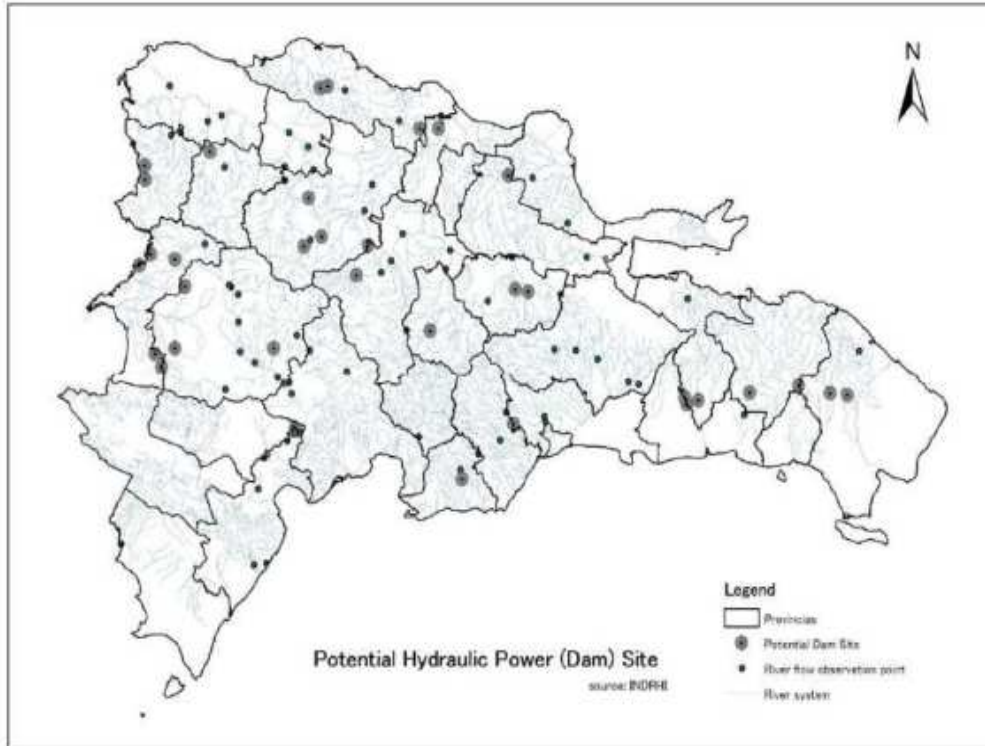 N
Legend
Provincias
Potential Dam Site
River flow observation point
River system
Potential Hydraulic Power (Dam) Site
source: INDRHI